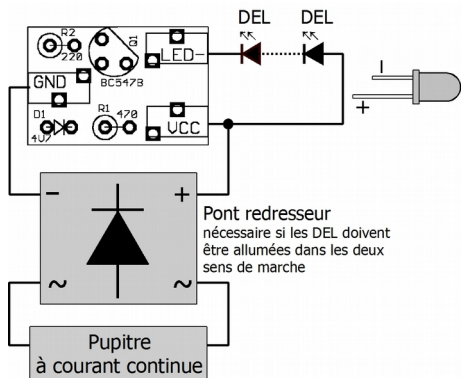 DEL DEL
R2
220
Q1
BC547B
LED-
GND
D1
4V7
R1
470
VCC
-
+
- +
Pont redresseur
nécessaire si les DEL doivent
être allumées dans les deux
sens de marche
~ ~
Pupitre
à courant continue